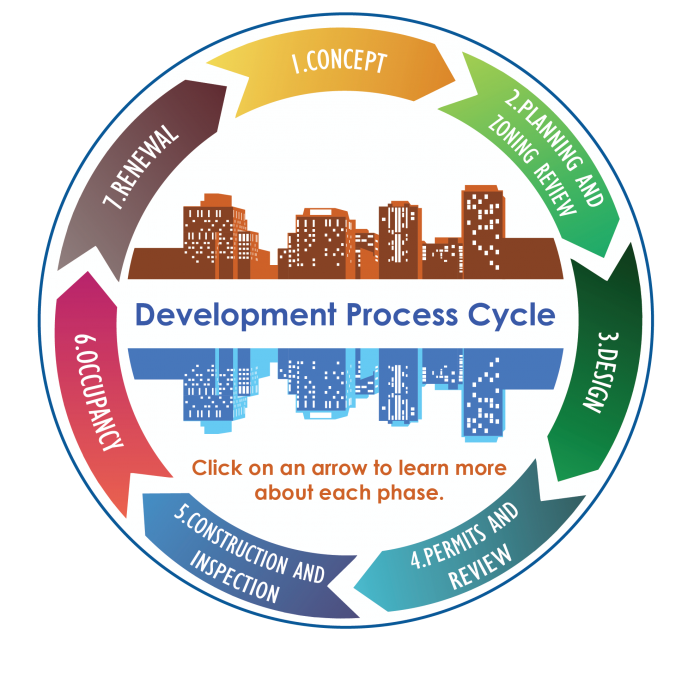 1.CONCEPT
2.PLANNING AND
ZONING REVIEW
3.DESIGN
4.PERMITS AND
REVIEW
5.CONSTRUCTION AND
INSPECTION
6.OCCUPANCY
7.RENEWAL
Development Process Cycle
Click on an arrow to learn more
about each phase.